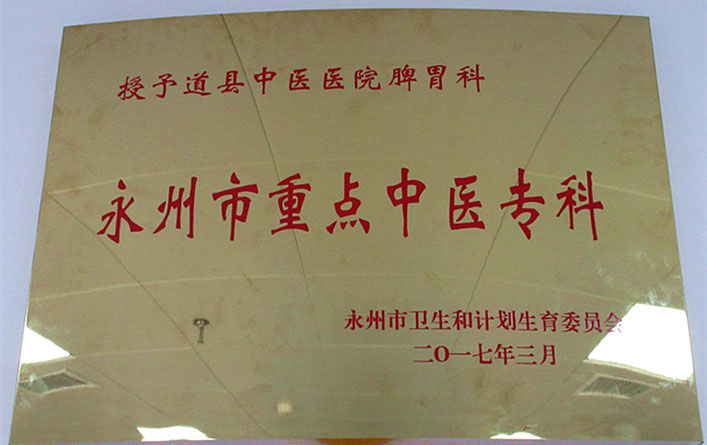 授予道县中医医院脾胃科
永州市重点中医专科
永州市卫生和计划生育委员会
二O一七年三月